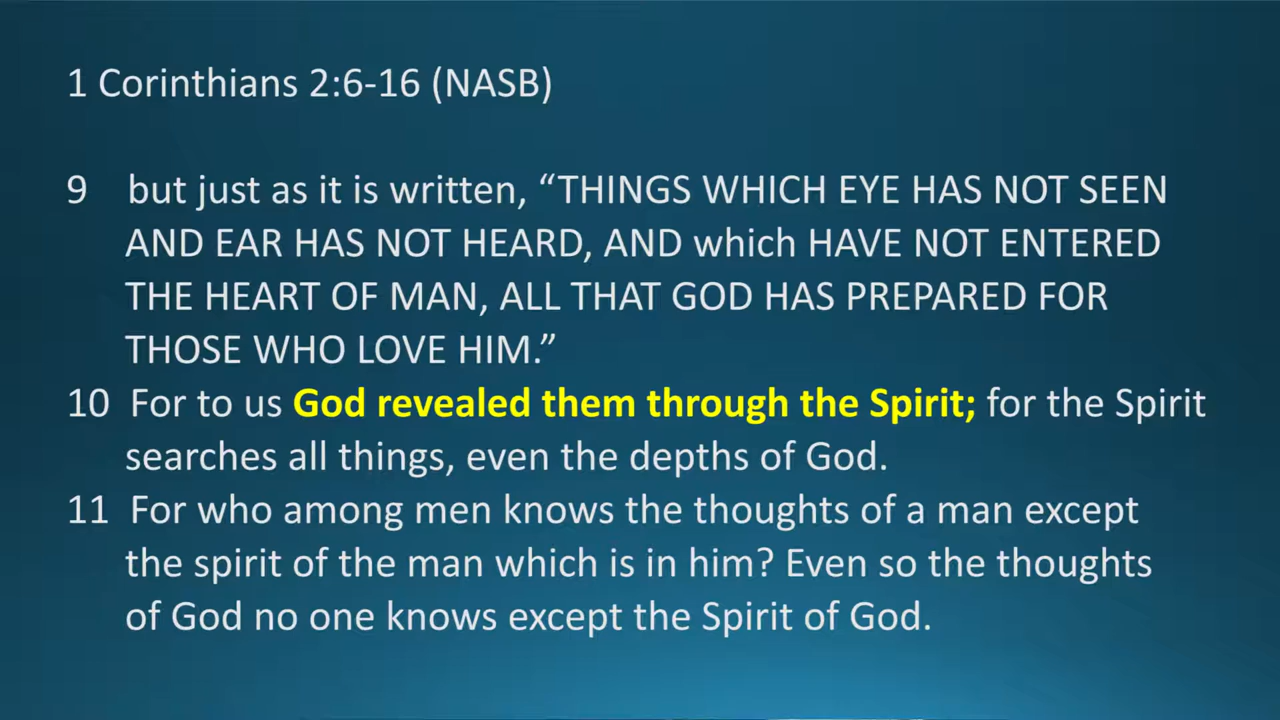 1 Corinthians 2:6-16 (NASB)
9 but just as it is written, “THINGS WHICH EYE HAS NOT SEEN
AND EAR HAS NOT HEARD, AND which HAVE NOT ENTERED
THE HEART OF MAN, ALL THAT GOD HAS PREPARED FOR
THOSE WHO LOVE HIM.”
10 For to us God revealed them through the Spirit; for the Spirit
searches all things, even the depths of God.
11 For who among men knows the thoughts of a man except
the spirit of the man which is in him? Even so the thoughts
of God no one knows except the Spirit of God.